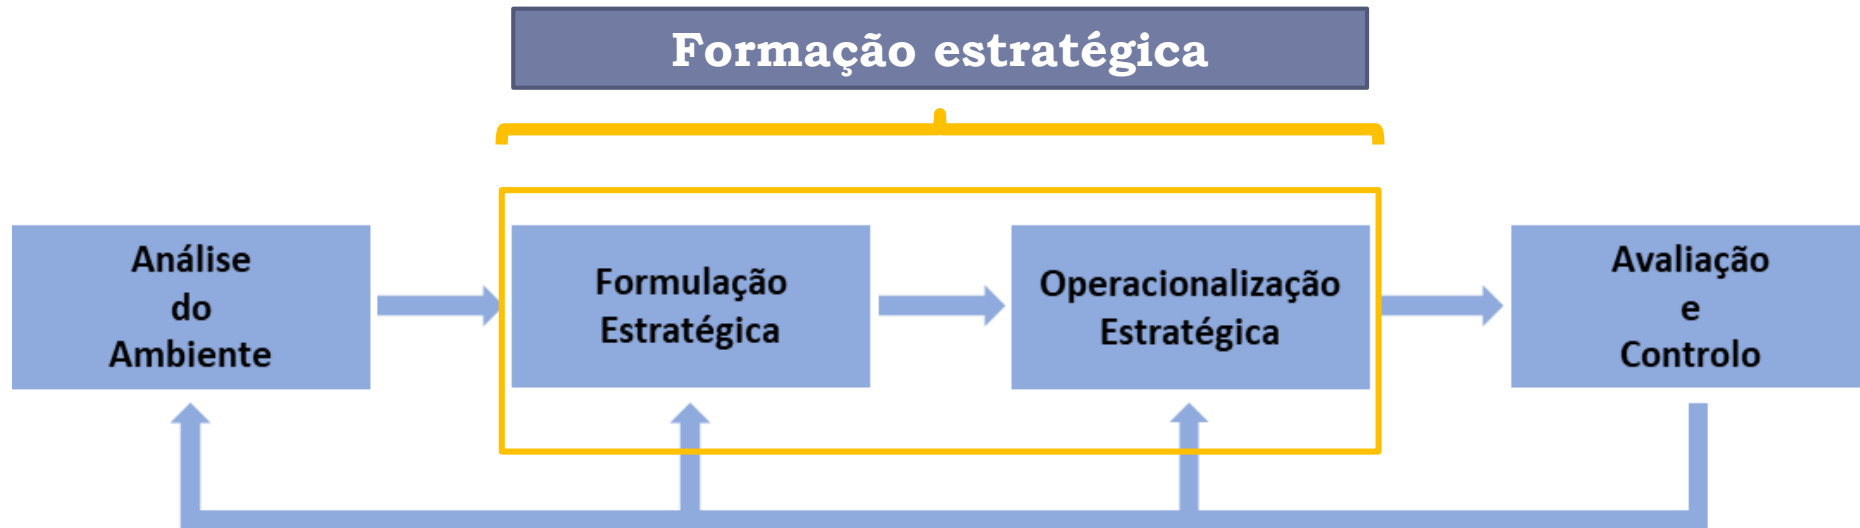 Formação estratégica
Análise
do
Ambiente
Formulação
Estratégica
Operacionalização
Estratégica
Avaliação
e
Controlo